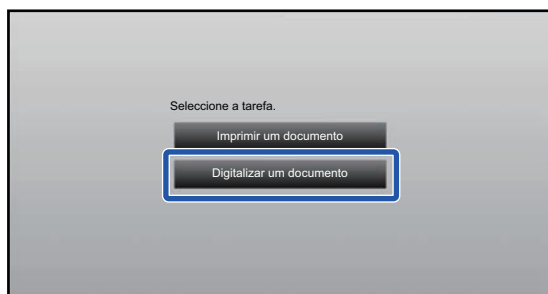 Seleccione a tarefa.
Imprimir um documento
Digitalizar um documento